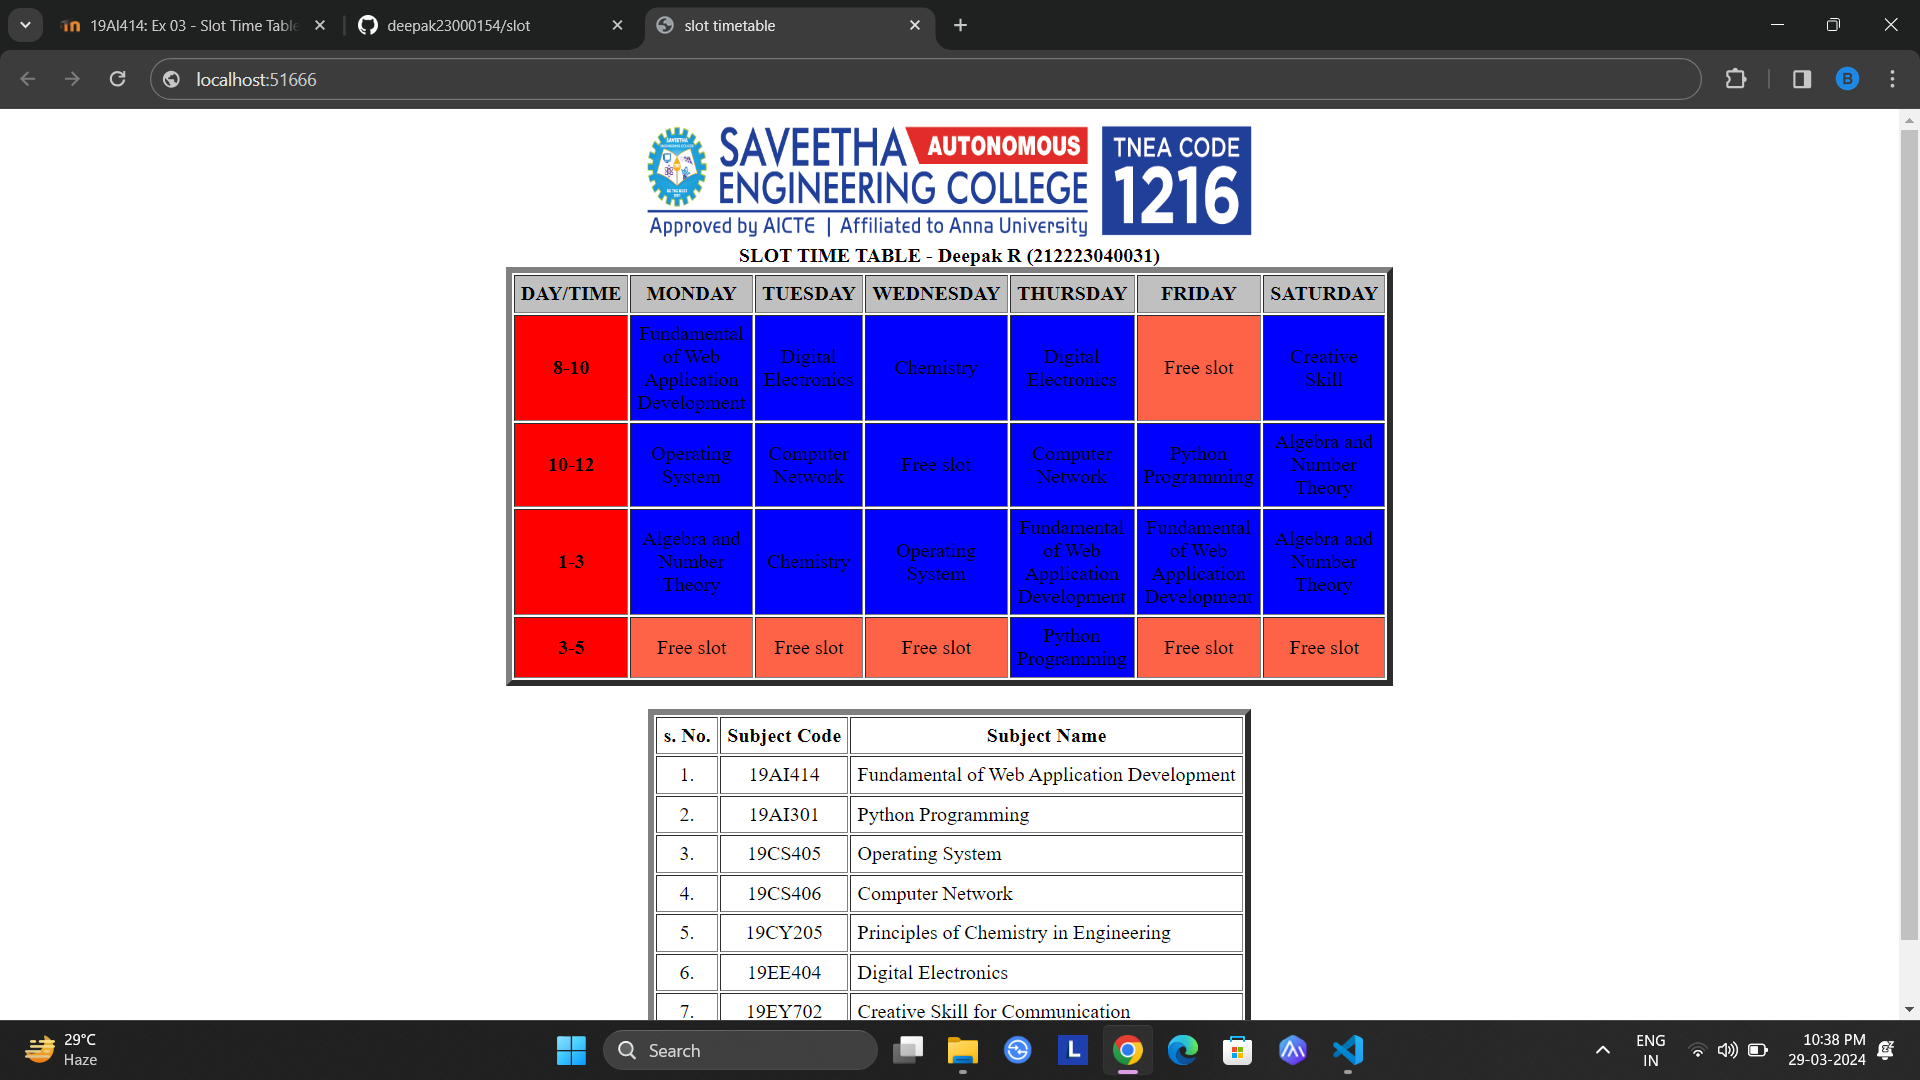 19AI414: Ex 03 - Slot Time Table
deepak23000154/slot
slot timetable
localhost:51666
B
SAVEETHA AUTONOMOUS
ENGINEERING COLLEGE
Approved by AICTE | Affiliated to Anna University
TNEA CODE
1216
SLOT TIME TABLE - Deepak R (212223040031)
DAY/TIME MONDAY TUESDAY WEDNESDAY THURSDAY FRIDAY SATURDAY
8-10
Fundamental
of Web
Application
Development
Digital
Electronics
Chemistry
Digital
Electronics
Free slot
Creative
Skill
10-12
Operating
System
Computer
Network
Free slot
Computer
Network
Python
Programming
Algebra and
Number
Theory
1-3
Algebra and
Number
Theory
Chemistry
Operating
System
Fundamental
of Web
Application
Development
Fundamental
of Web
Application
Development
Algebra and
Number
Theory
3-5
Free slot
Free slot
Free slot
Python
Programming
Free slot
Free slot
s. No. Subject Code Subject Name
1. 19AI414 Fundamental of Web Application Development
2. 19AI301 Python Programming
3. 19CS405 Operating System
4. 19CS406 Computer Network
5. 19CY205 Principles of Chemistry in Engineering
6. 19EE404 Digital Electronics
7. 19EY702 Creative Skill for Communication
29°C
Haze
Search
L
ENG
IN
10:38 PM
29-03-2024